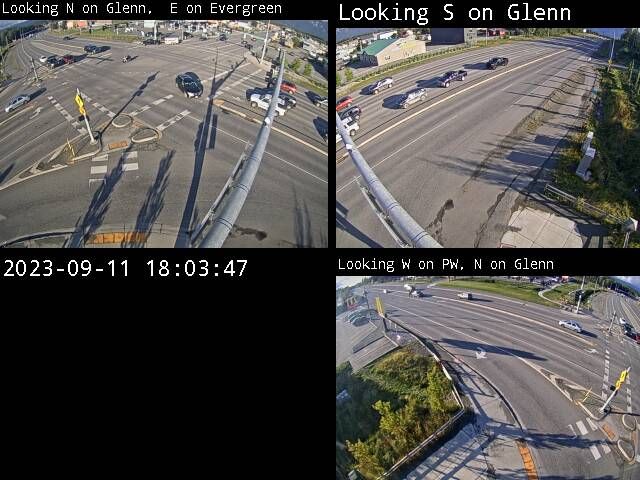 Looking N on Glenn, E on Evergreen
Looking S on Glenn
2023-09-11 18:03:47
Looking W on PW, N on Glenn